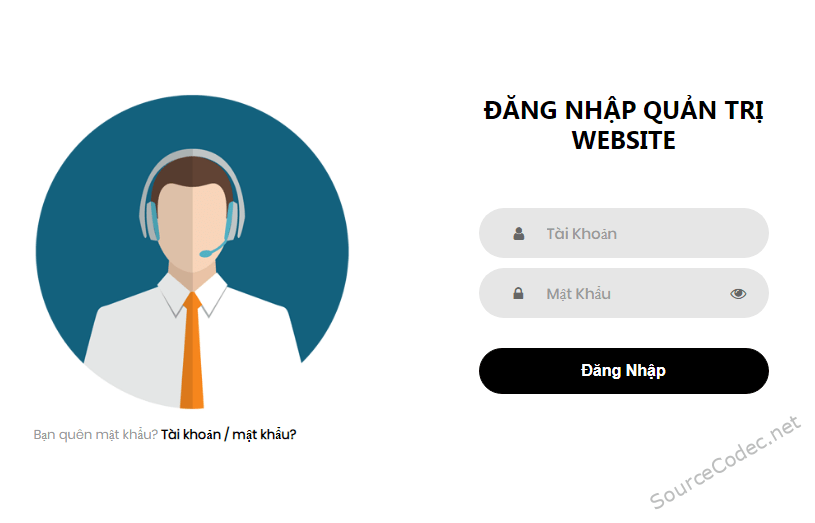 ĐĂNG NHẬP QUẢN TRỊ
WEBSITE
Tài Khoản
Mật Khẩu
Đăng Nhập
Bạn quên mật khẩu? Tài khoản / mật khẩu?
SourceCodec.net